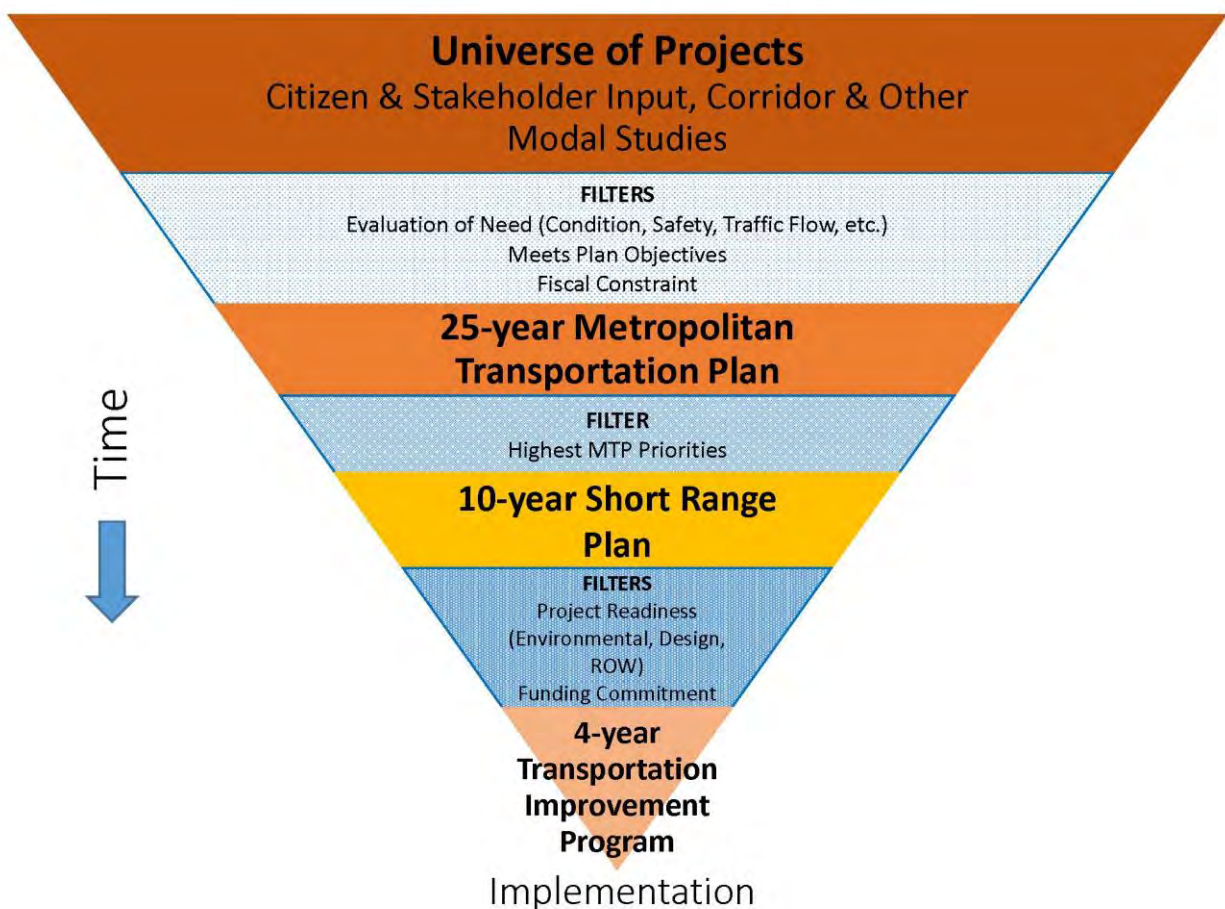 Universe of Projects
Citizen & Stakeholder Input, Corridor & Other
Modal Studies
FILTERS
Evaluation of Need (Condition, Safety, Traffic Flow, etc.)
Meets Plan Objectives
Fiscal Constraint
25-year Metropolitan
Transportation Plan
FILTER
Highest MTP Priorities
10-year Short Range
Plan
FILTERS
Project Readiness
(Environmental, Design,
ROW)
Funding Commitment
4-year
Transportation
Improvement
Program
Implementation
Time